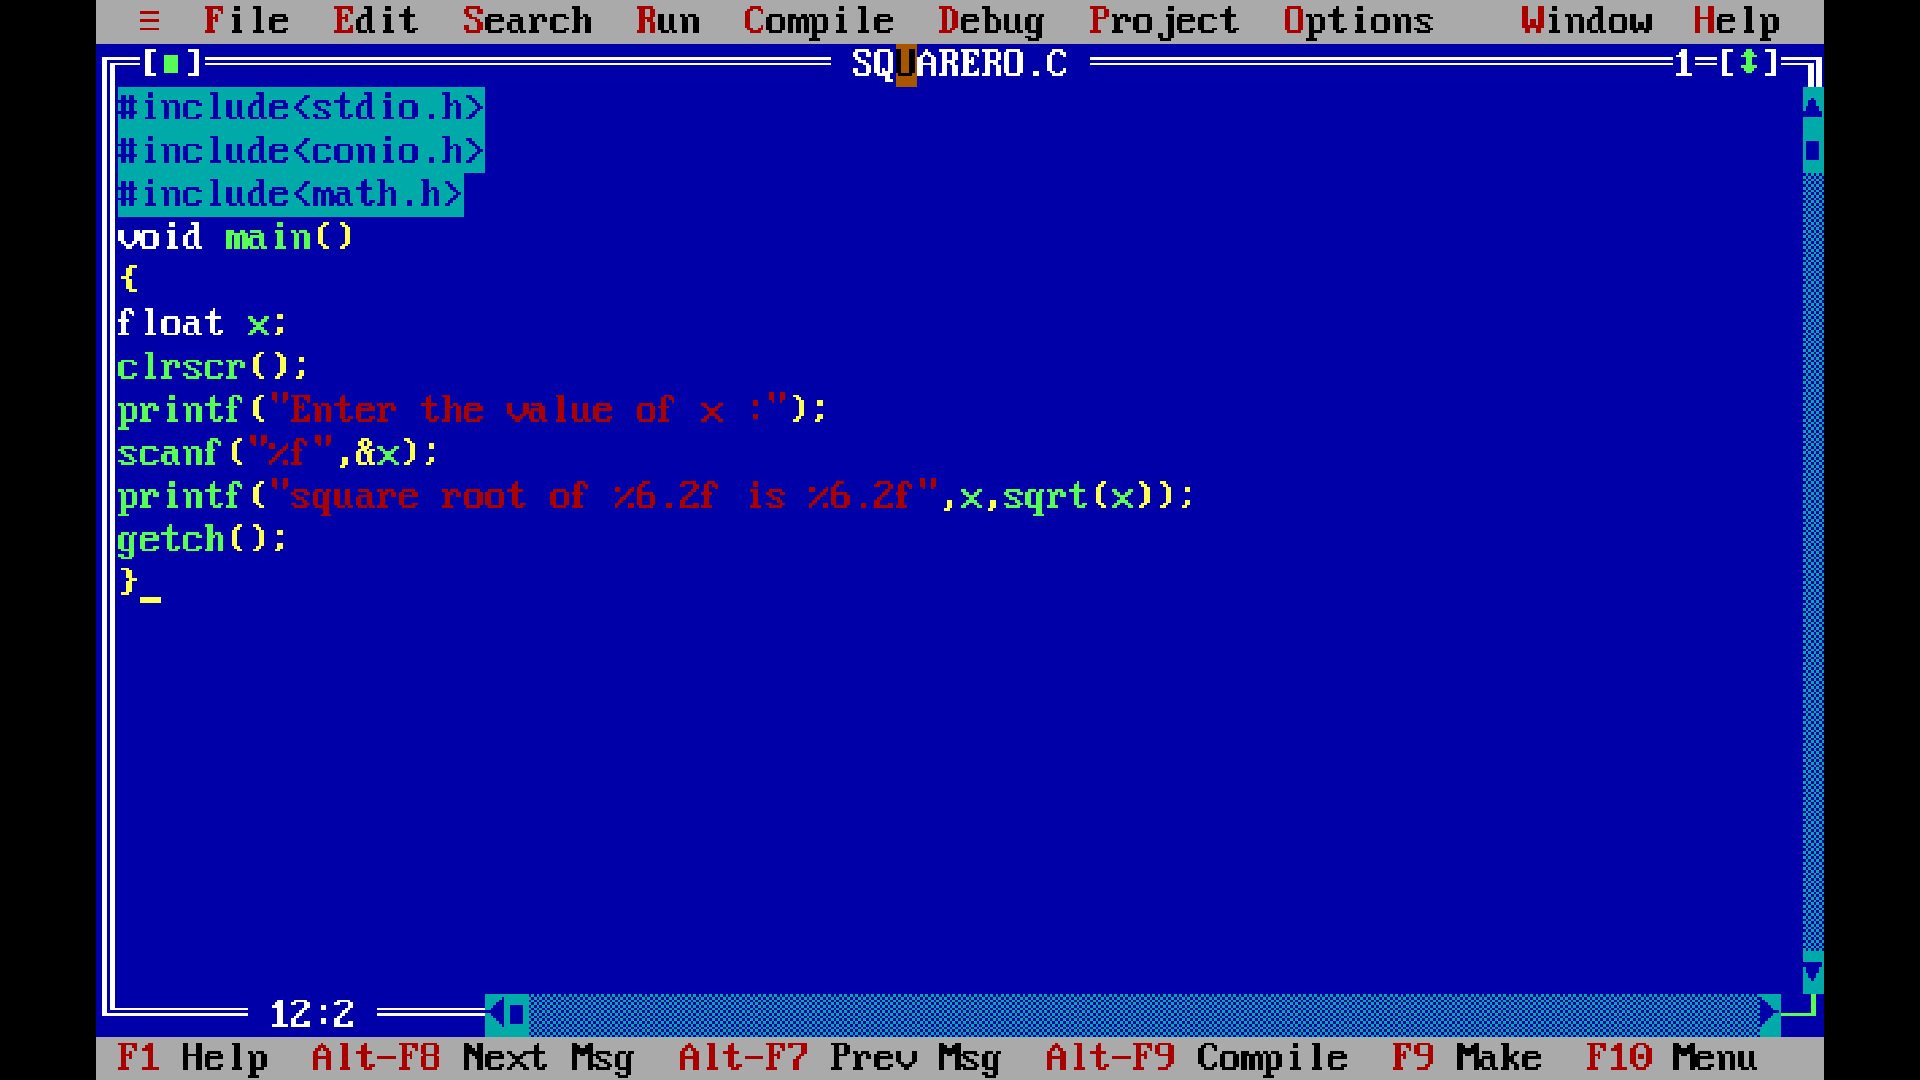 ≡ File Edit Search Run Compile Debug Project Options Window Help
[■] SQUARERO.C 1=[↕]
#include<stdio.h>
#include<conio.h>
#include<math.h>
void main()
{
float x;
clrscr();
printf("Enter the value of x :");
scanf("%f",&x);
printf("square root of %6.2f is %6.2f",x,sqrt(x));
getch();
}
12:2
F1 Help Alt-F8 Next Msg Alt-F7 Prev Msg Alt-F9 Compile F9 Make F10 Menu